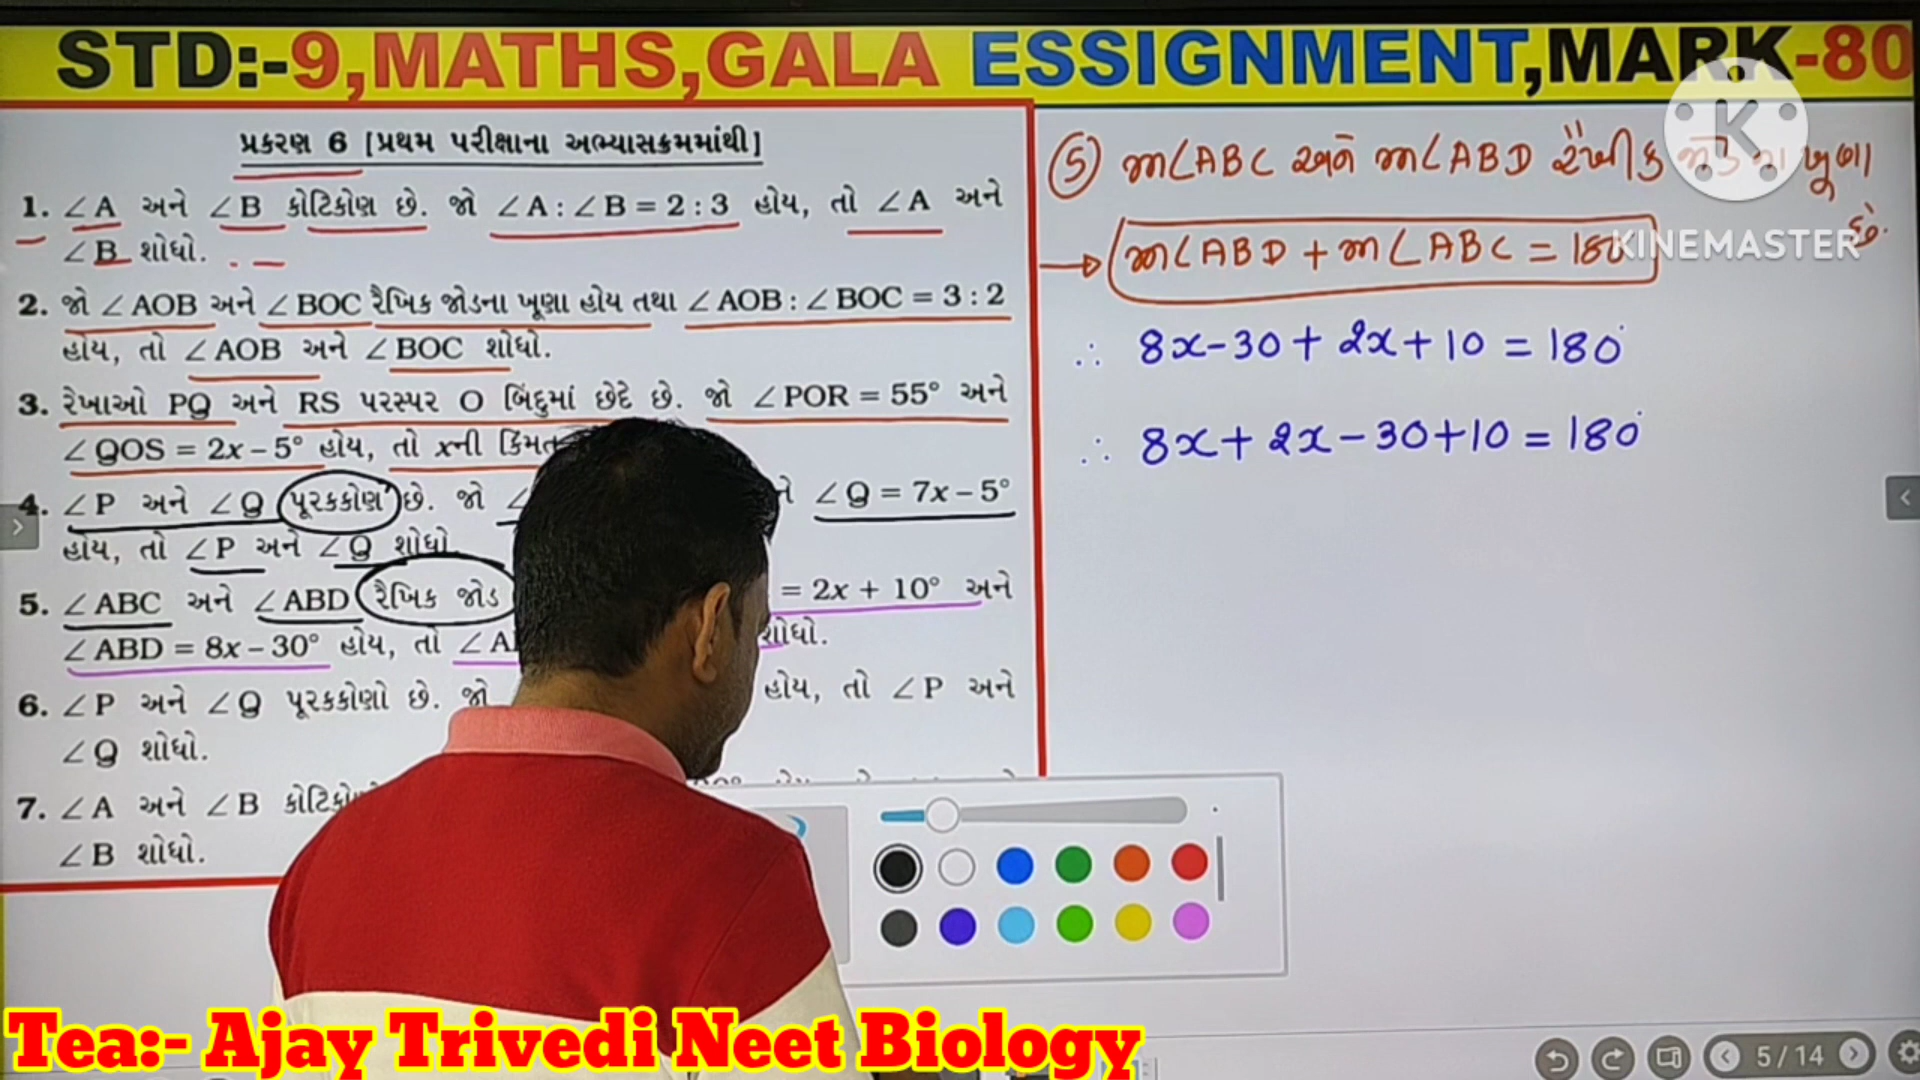 STD:-9,MATHS,GALA ESSIGNMENT,MARK-80
પ્રકરણ 6 [પ્રથમ પરીક્ષાના અભ્યાસક્રમમાંથી]
1. ∠A અને ∠B કોટિકોણ છે. જો ∠A : ∠B = 2 : 3 હોય, તો ∠A અને
∠B શોધો.
2. જો ∠AOB અને ∠BOC રૈખિક જોડના ખૂણા હોય તથા ∠AOB : ∠BOC = 3 : 2
હોય, તો ∠AOB અને ∠BOC શોધો.
3. રેખાઓ PQ અને RS પરસ્પર O બિંદુમાં છેદે છે. જો ∠POR = 55° અને
∠QOS = 2x – 5° હોય, તો xની કિંમત
4. ∠P અને ∠Q પૂરકકોણ છે. જો ∠ ને ∠Q = 7x – 5°
હોય, તો ∠P અને ∠Q શોધો.
5. ∠ABC અને ∠ABD રૈખિક જોડ = 2x + 10° અને
∠ABD = 8x – 30° હોય, તો ∠A શોધો.
6. ∠P અને ∠Q પૂરકકોણો છે. જો હોય, તો ∠P અને
∠Q શોધો.
7. ∠A અને ∠B
∠B શોધો.
⑤ m∠ABC અને m∠ABD રૈખીક ખૂણા
છે.
→ m∠ABD + m∠ABC = 180
∴ 8x-30 + 2x+10 = 180°
∴ 8x + 2x – 30+10 = 180°
KINEMASTER
K
5 / 14
Tea:- Ajay Trivedi Neet Biology